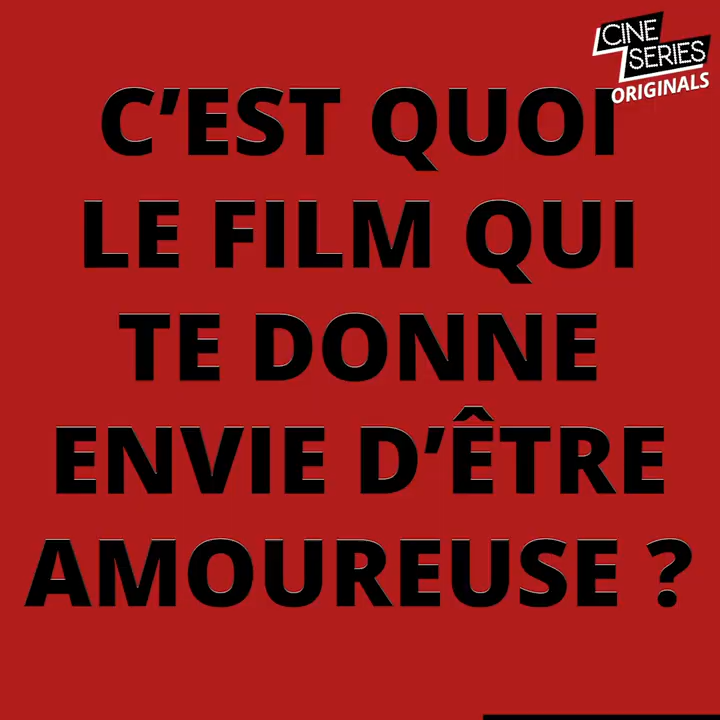 CINE
SERIES
ORIGINALS
C’EST QUOI
LE FILM QUI
TE DONNE
ENVIE D’ÊTRE
AMOUREUSE ?